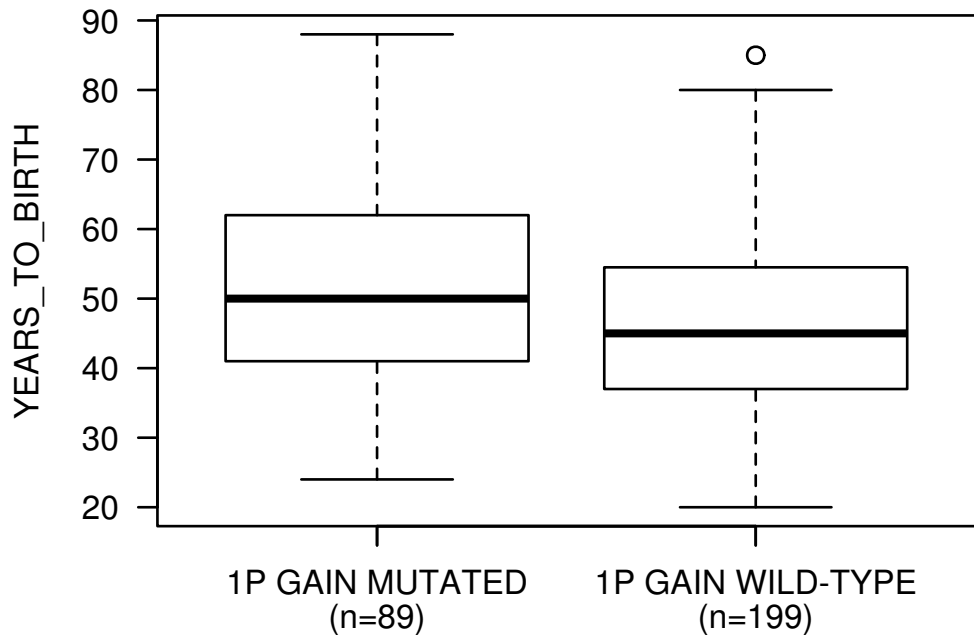 YEARS_TO_BIRTH
90
80
70
60
50
40
30
20
1P GAIN MUTATED
(n=89)
1P GAIN WILD-TYPE
(n=199)